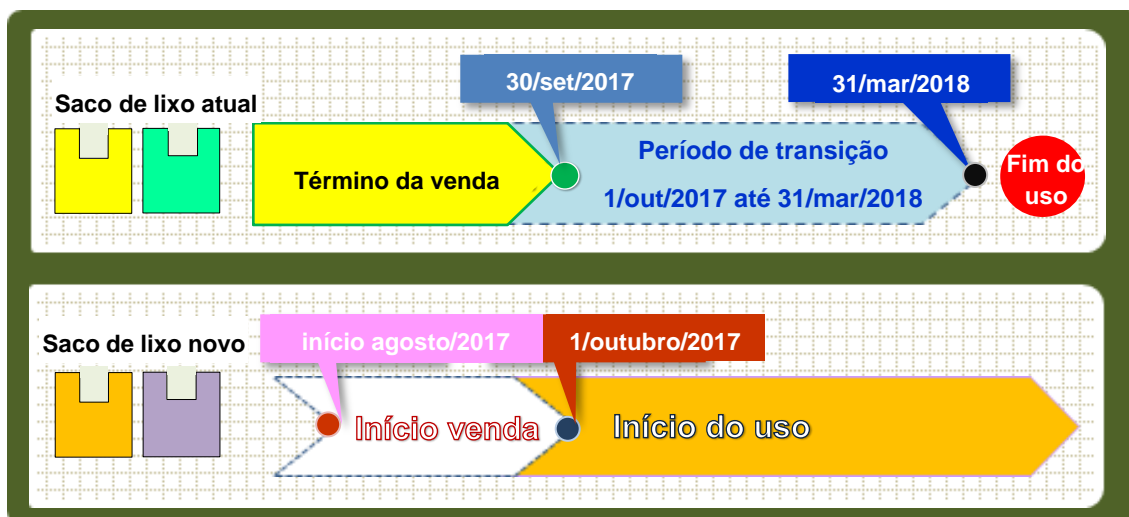 30/set/2017
31/mar/2018
Saco de lixo atual
Término da venda
Período de transição
1/out/2017 até 31/mar/2018
Fim do
uso
início agosto/2017
1/outubro/2017
Saco de lixo novo
Início venda
Início do uso